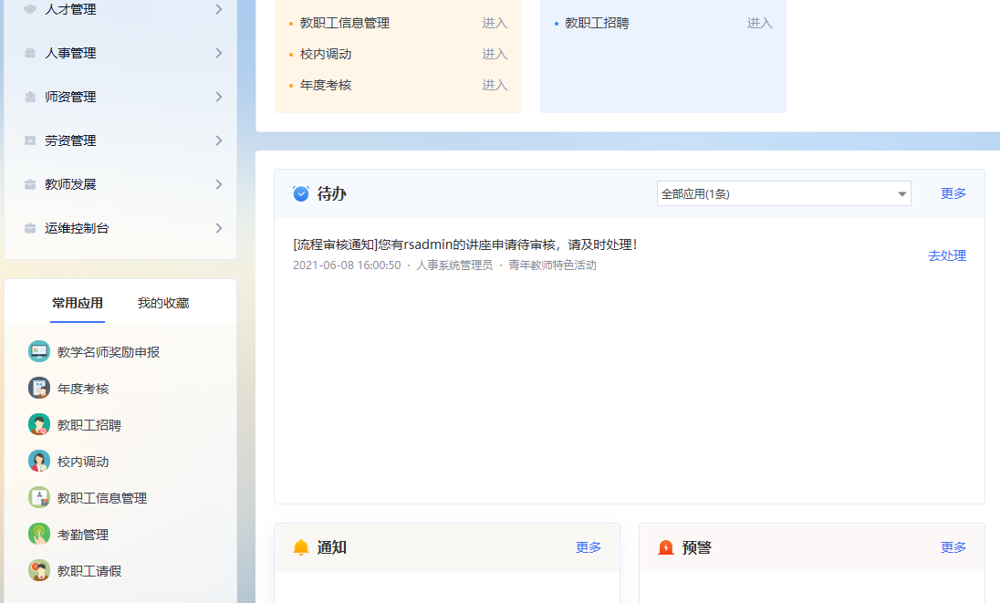 人才管理
人事管理
师资管理
劳资管理
教师发展
运维控制台
常用应用 我的收藏
教学名师奖励申报
年度考核
教职工招聘
校内调动
教职工信息管理
考勤管理
教职工请假
教职工信息管理 进入
校内调动 进入
年度考核 进入
教职工招聘 进入
待办 全部应用(1条) 更多
[流程审核通知]您有rsadmin的讲座申请待审核，请及时处理！
2021-06-08 16:00:50 · 人事系统管理员 · 青年教师特色活动
去处理
通知 更多
预警 更多